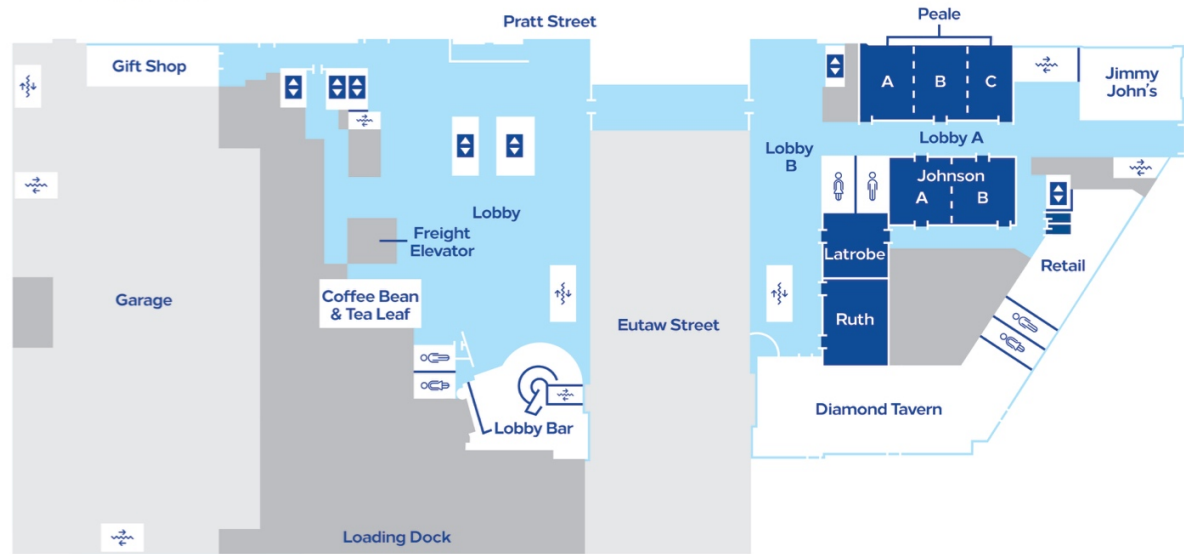 Pratt Street
Peale
Gift Shop
A
B
C
Jimmy
John's
Lobby A
Lobby
B
Johnson
A
B
Lobby
Freight
Elevator
Latrobe
Retail
Garage
Coffee Bean
& Tea Leaf
Eutaw Street
Ruth
Diamond Tavern
Lobby Bar
Loading Dock